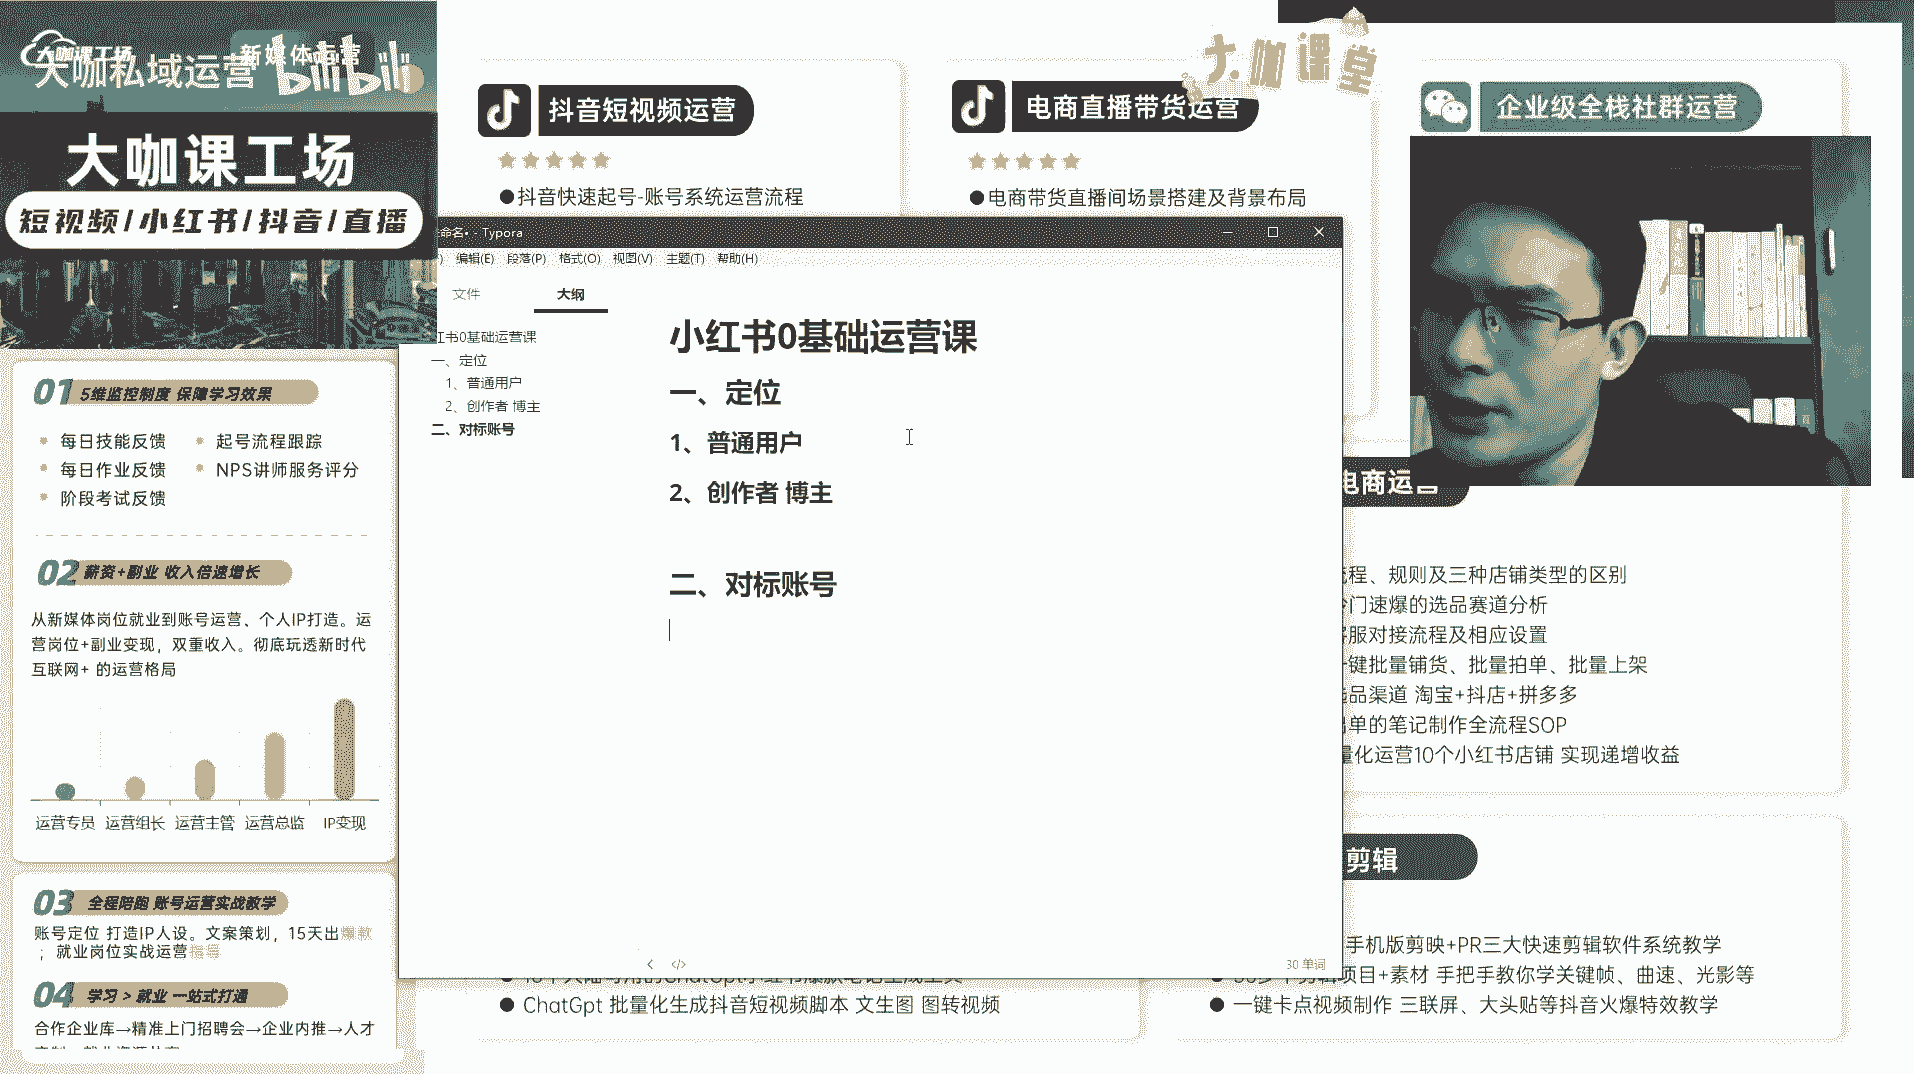 大咖课工场
大咖私域运营
新媒体运营
bilibili
大咖课工场
短视频/小红书/抖音/直播
01 5维监控制度 保障学习效果
每日技能反馈
起号流程跟踪
每日作业反馈
NPS讲师服务评分
阶段考试反馈
02 薪资+副业 收入倍速增长
从新媒体岗位就业到账号运营、个人IP打造。运
营岗位+副业变现，双重收入。彻底玩透新时代
互联网+ 的运营格局
运营专员 运营组长 运营主管 运营总监 IP变现
03 全程陪跑 账号运营实战教学
账号定位 打造IP人设。文案策划，15天出爆款
；就业岗位实战运营指导
04 学习 > 就业 一站式打通
合作企业库→精准上门招聘会→企业内推→人才
抖音短视频运营
●抖音快速起号-账号系统运营流程
电商直播带货运营
●电商带货直播间场景搭建及背景布局
大咖课堂
企业级全栈社群运营
命名• - Typora
编辑(E) 段落(P) 格式(O) 视图(V) 主题(T) 帮助(H)
文件
大纲
红书0基础运营课
一、定位
1、普通用户
2、创作者 博主
二、对标账号
小红书0基础运营课
一、定位
1、普通用户
2、创作者 博主
二、对标账号
30 单词
电商运营
流程、规则及三种店铺类型的区别
冷门速爆的选品赛道分析
客服对接流程及相应设置
一键批量铺货、批量拍单、批量上架
选品渠道 淘宝+抖店+拼多多
出单的笔记制作全流程SOP
量化运营10个小红书店铺 实现递增收益
● ChatGpt 批量化生成抖音短视频脚本 文生图 图转视频
剪辑
手机版剪映+PR三大快速剪辑软件系统教学
项目+素材 手把手教你学关键帧、曲速、光影等
● 一键卡点视频制作 三联屏、大头贴等抖音火爆特效教学